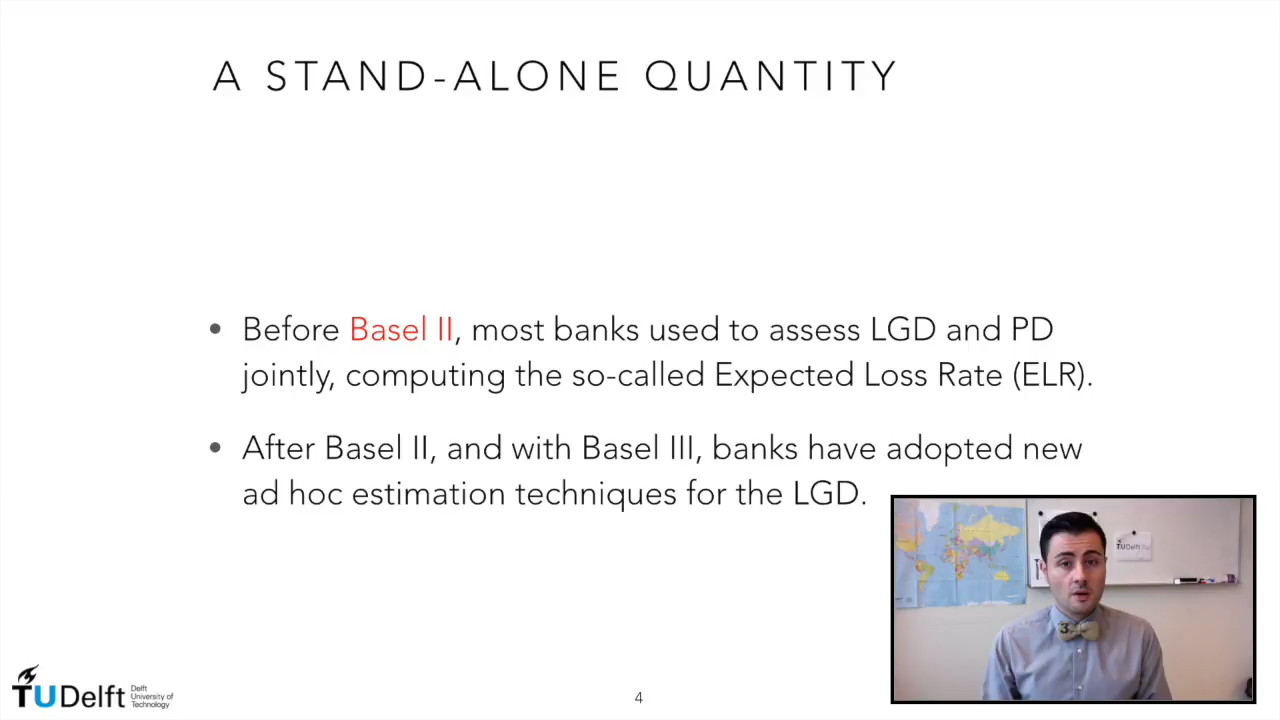 A STAND-ALONE QUANTITY
• Before Basel II, most banks used to assess LGD and PD
jointly, computing the so-called Expected Loss Rate (ELR).
• After Basel II, and with Basel III, banks have adopted new
ad hoc estimation techniques for the LGD.
TUDelft
3
TUDelft
Delft
University of
Technology
4